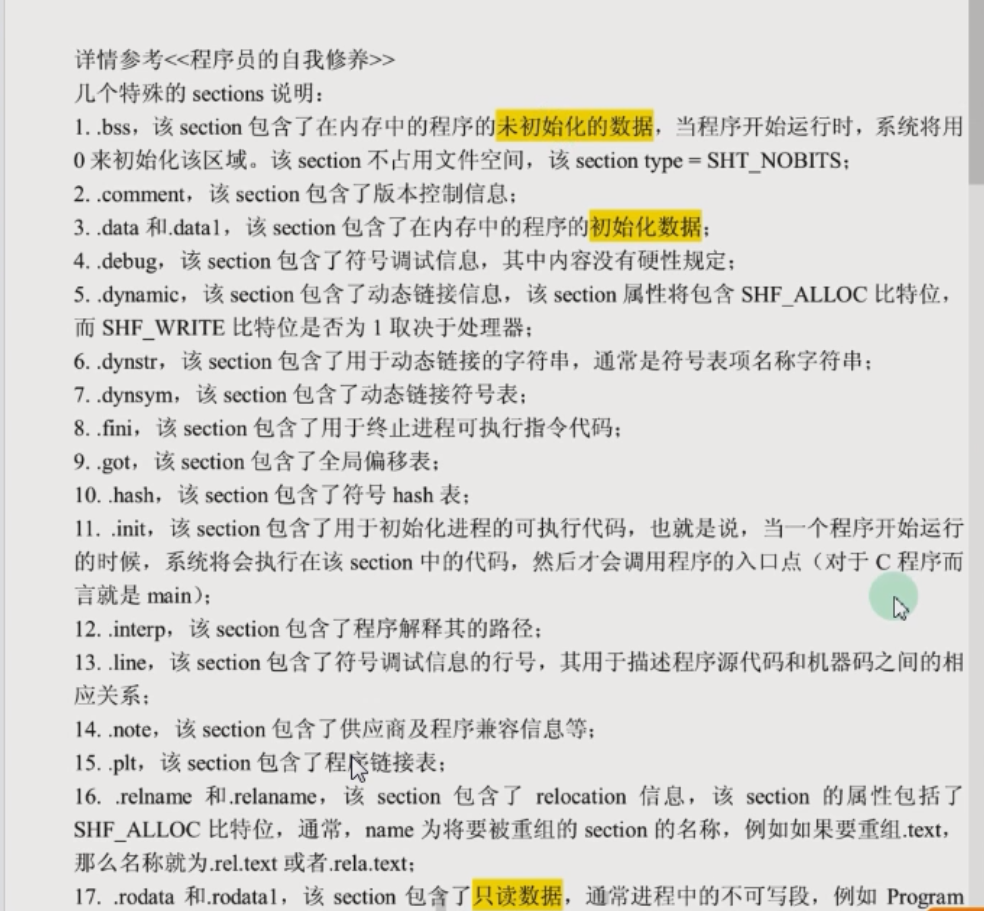 详情参考<<程序员的自我修养>>
几个特殊的 sections 说明：
1. .bss，该 section 包含了在内存中的程序的未初始化的数据，当程序开始运行时，系统将用
0 来初始化该区域。该 section 不占用文件空间，该 section type = SHT_NOBITS；
2. .comment，该 section 包含了版本控制信息；
3. .data 和.data1，该 section 包含了在内存中的程序的初始化数据；
4. .debug，该 section 包含了符号调试信息，其中内容没有硬性规定；
5. .dynamic，该 section 包含了动态链接信息，该 section 属性将包含 SHF_ALLOC 比特位，
而 SHF_WRITE 比特位是否为 1 取决于处理器；
6. .dynstr，该 section 包含了用于动态链接的字符串，通常是符号表项名称字符串；
7. .dynsym，该 section 包含了动态链接符号表；
8. .fini，该 section 包含了用于终止进程可执行指令代码；
9. .got，该 section 包含了全局偏移表；
10. .hash，该 section 包含了符号 hash 表；
11. .init，该 section 包含了用于初始化进程的可执行代码，也就是说，当一个程序开始运行
的时候，系统将会执行在该 section 中的代码，然后才会调用程序的入口点（对于 C 程序而
言就是 main）；
12. .interp，该 section 包含了程序解释其的路径；
13. .line，该 section 包含了符号调试信息的行号，其用于描述程序源代码和机器码之间的相
应关系；
14. .note，该 section 包含了供应商及程序兼容信息等；
15. .plt，该 section 包含了程序链接表；
16. .relname 和.relaname，该 section 包含了 relocation 信息，该 section 的属性包括了
SHF_ALLOC 比特位，通常，name 为将要被重组的 section 的名称，例如如果要重组.text，
那么名称就为.rel.text 或者.rela.text；
17. .rodata 和.rodata1，该 section 包含了只读数据，通常进程中的不可写段，例如 Program